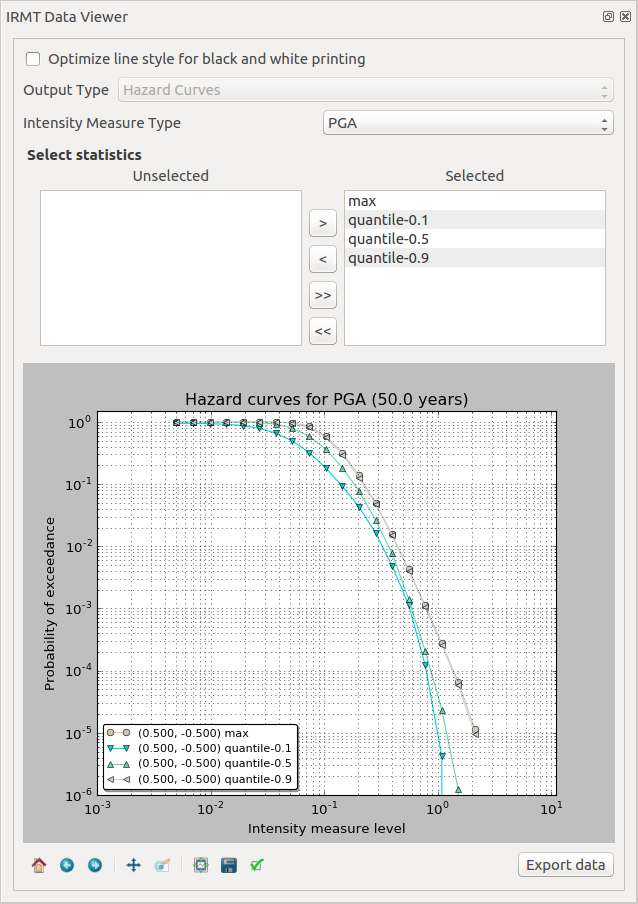 IRMT Data Viewer
Optimize line style for black and white printing
Output Type Hazard Curves
Intensity Measure Type PGA
Select statistics
Unselected Selected
max
quantile-0.1
quantile-0.5
quantile-0.9
>
<
>>
<<
Hazard curves for PGA (50.0 years)
Probability of exceedance
10^0
10^-1
10^-2
10^-3
10^-4
10^-5
10^-6
(0.500, -0.500) max
(0.500, -0.500) quantile-0.1
(0.500, -0.500) quantile-0.5
(0.500, -0.500) quantile-0.9
10^-3 10^-2 10^-1 10^0 10^1
Intensity measure level
Export data